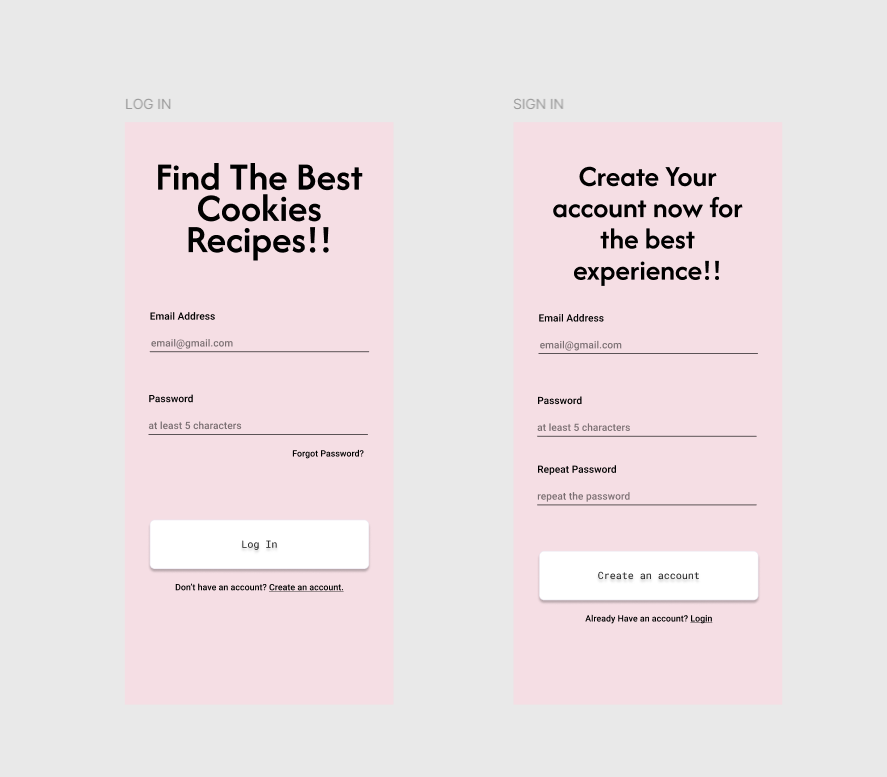 LOG IN
Find The Best
Cookies
Recipes!!
Email Address
email@gmail.com
Password
at least 5 characters
Forgot Password?
Log In
Don't have an account? Create an account.
SIGN IN
Create Your
account now for
the best
experience!!
Email Address
email@gmail.com
Password
at least 5 characters
Repeat Password
repeat the password
Create an account
Already Have an account? Login